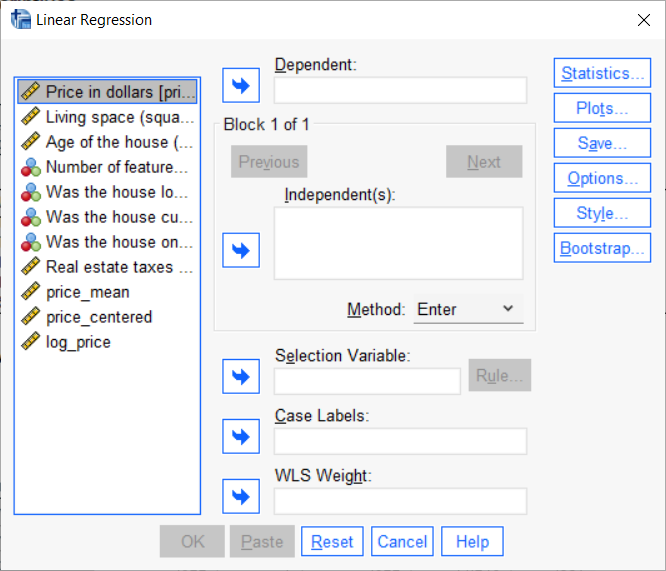 Linear Regression
Price in dollars [pri...
Living space (squa...
Age of the house (...
Number of feature...
Was the house lo...
Was the house cu...
Was the house on...
Real estate taxes ...
price_mean
price_centered
log_price
Dependent:
Block 1 of 1
Previous
Next
Independent(s):
Method: Enter
Selection Variable:
Rule...
Case Labels:
WLS Weight:
Statistics...
Plots...
Save...
Options...
Style...
Bootstrap...
OK Paste Reset Cancel Help